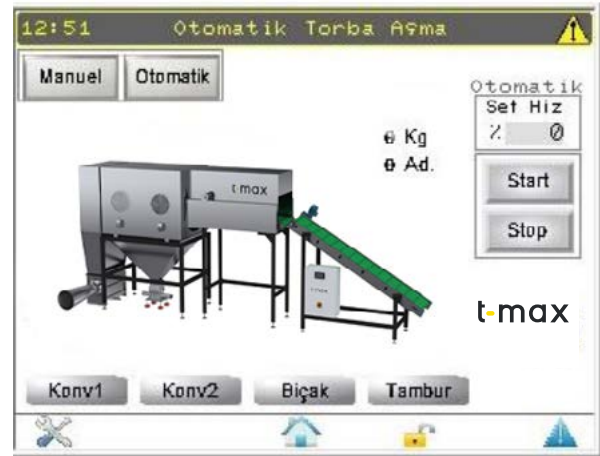 12:51 Otomatik Torba Açma
Manuel Otomatik
Otomatik
Set Hiz
% 0
0 Kg
0 Ad.
t-max
Start
Stop
t-max
Konv1 Konv2 Biçak Tambur